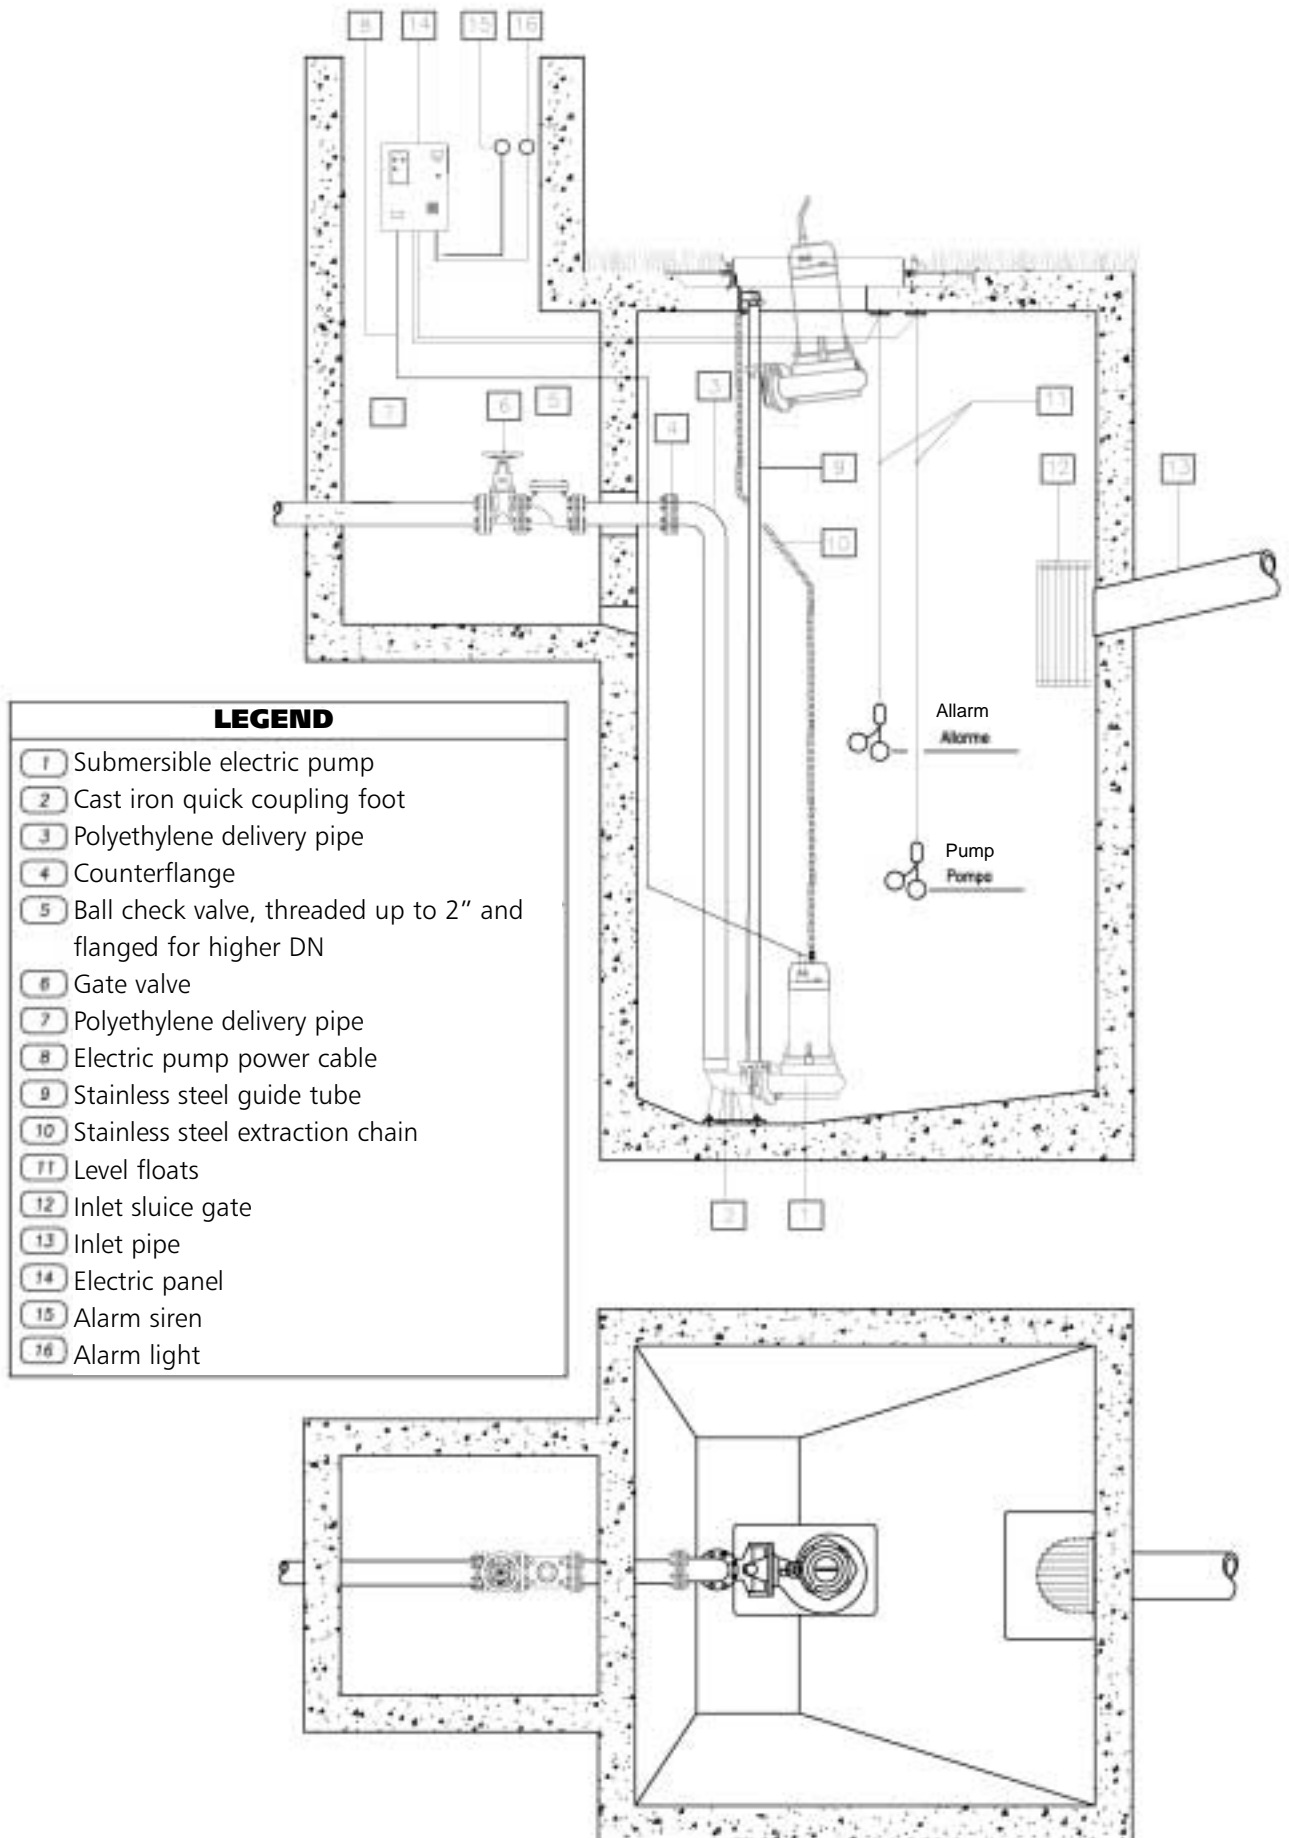 8 14 15 16
3
7 6 5 4 11
9 12 13
10
LEGEND
1 Submersible electric pump
2 Cast iron quick coupling foot
3 Polyethylene delivery pipe
4 Counterflange
5 Ball check valve, threaded up to 2" and
flanged for higher DN
6 Gate valve
7 Polyethylene delivery pipe
8 Electric pump power cable
9 Stainless steel guide tube
10 Stainless steel extraction chain
11 Level floats
12 Inlet sluice gate
13 Inlet pipe
14 Electric panel
15 Alarm siren
16 Alarm light
Allarm
Allarme
Pump
Pompa
2 1